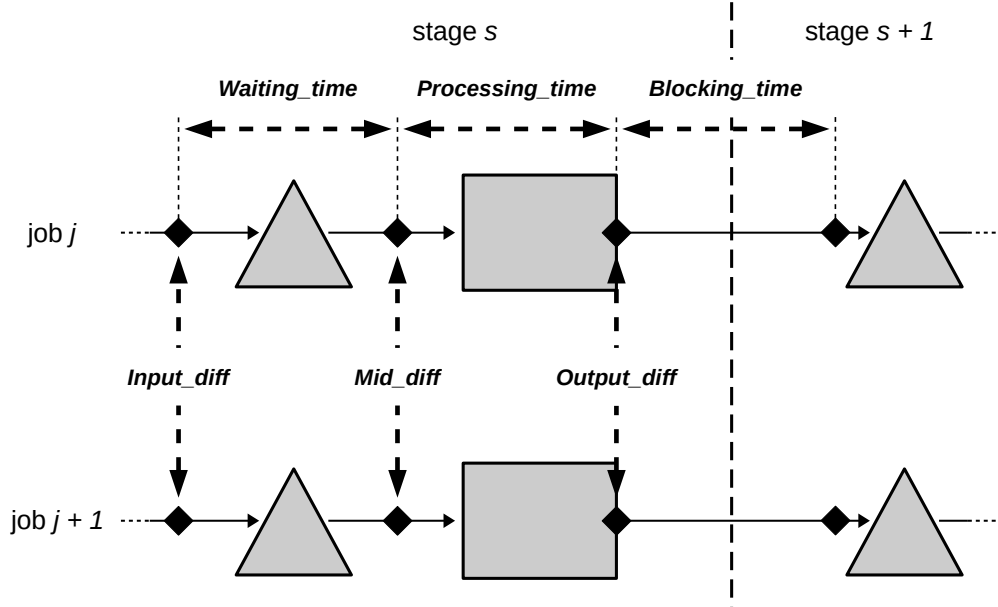 stage s
stage s + 1
Waiting_time
Processing_time
Blocking_time
job j
Input_diff
Mid_diff
Output_diff
job j + 1